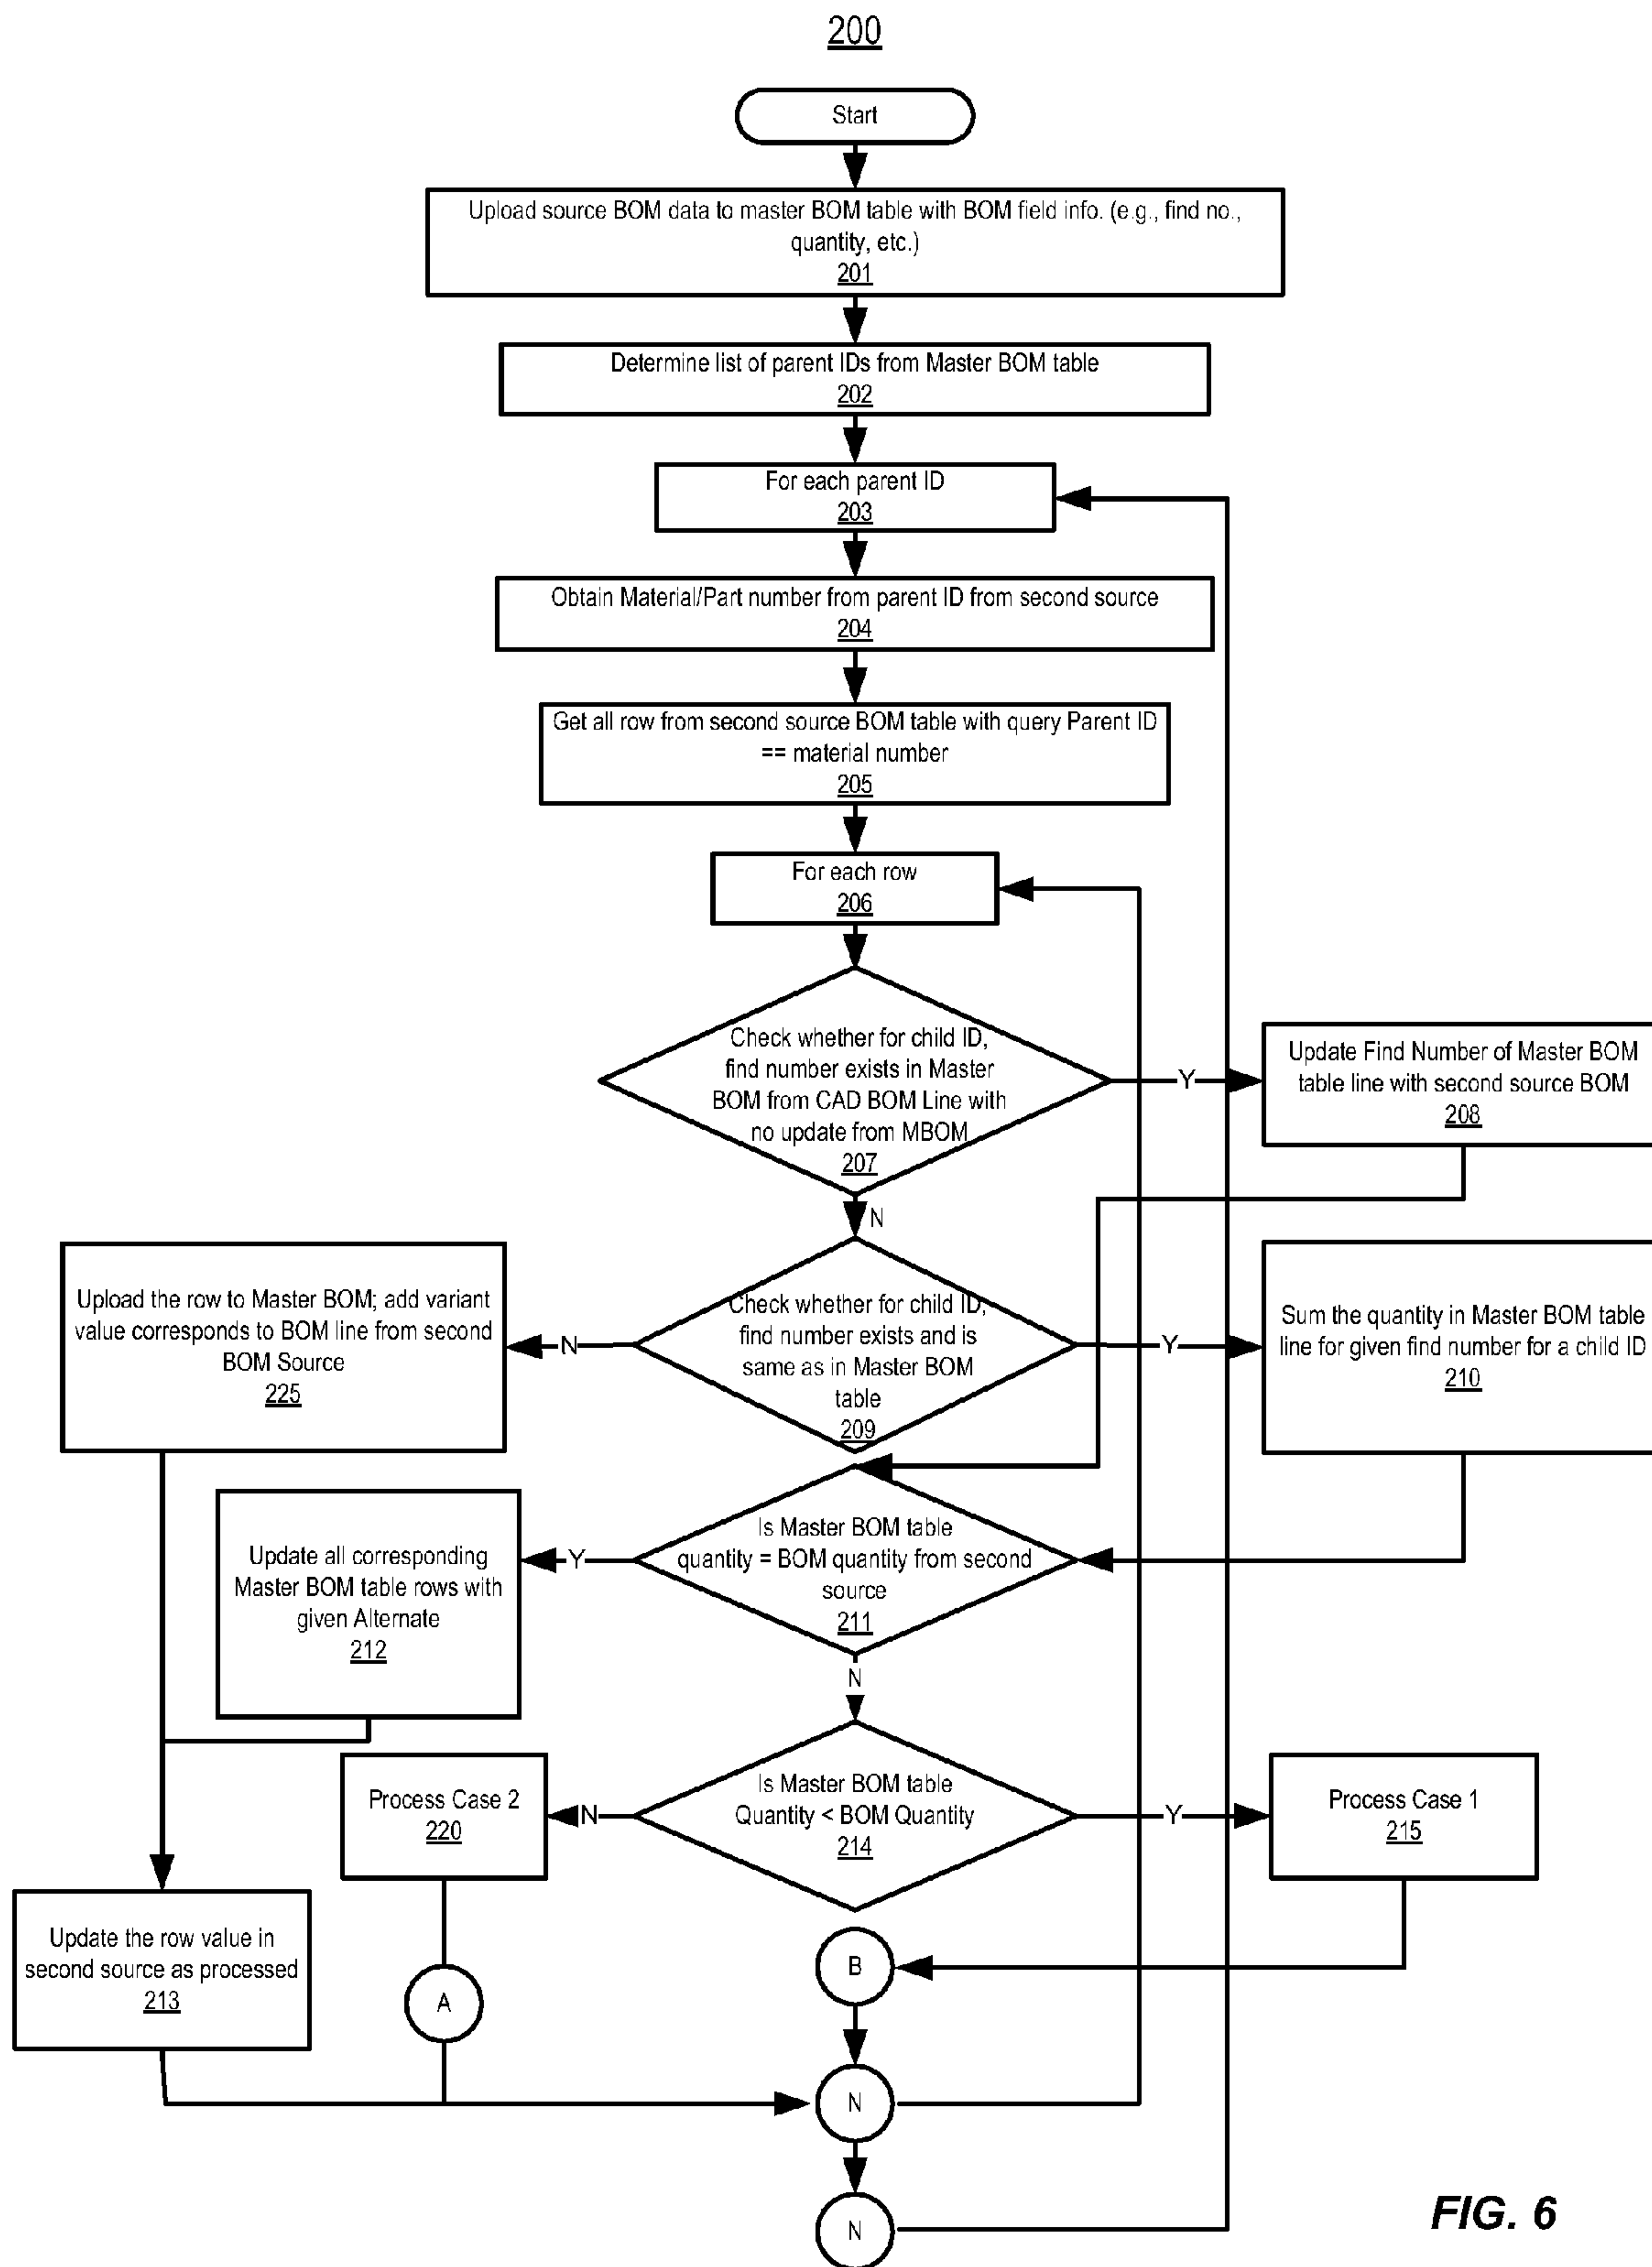 200
Start
Upload source BOM data to master BOM table with BOM field info. (e.g., find no.,
quantity, etc.)
201
Determine list of parent IDs from Master BOM table
202
For each parent ID
203
Obtain Material/Part number from parent ID from second source
204
Get all row from second source BOM table with query Parent ID
== material number
205
For each row
206
Check whether for child ID,
find number exists in Master
BOM from CAD BOM Line with
no update from MBOM
207
Y
Update Find Number of Master BOM
table line with second source BOM
208
N
Upload the row to Master BOM; add variant
value corresponds to BOM line from second
BOM Source
225
N
Check whether for child ID,
find number exists and is
same as in Master BOM
table
209
Y
Sum the quantity in Master BOM table
line for given find number for a child ID
210
Update all corresponding
Master BOM table rows with
given Alternate
212
Y
Is Master BOM table
quantity = BOM quantity from second
source
211
N
Process Case 2
220
N
Is Master BOM table
Quantity < BOM Quantity
214
Y
Process Case 1
215
Update the row value in
second source as processed
213
A
B
N
N
FIG. 6